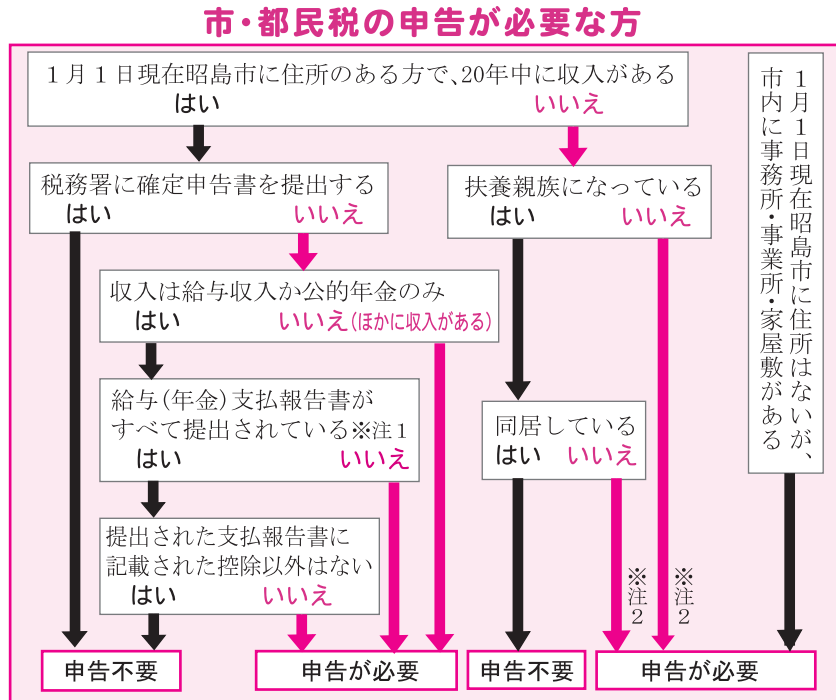 市・都民税の申告が必要な方
1月1日現在昭島市に住所のある方で、20年中に収入がある
はい いいえ
税務署に確定申告書を提出する
はい いいえ
収入は給与収入か公的年金のみ
はい いいえ(ほかに収入がある)
給与(年金)支払報告書が
すべて提出されている※注1
はい いいえ
提出された支払報告書に
記載された控除以外はない
はい いいえ
申告不要
申告が必要
扶養親族になっている
はい いいえ
同居している
はい いいえ
※注2
※注2
申告不要
申告が必要
1月1日現在昭島市に住所はないが、
市内に事務所・事業所・家屋敷がある